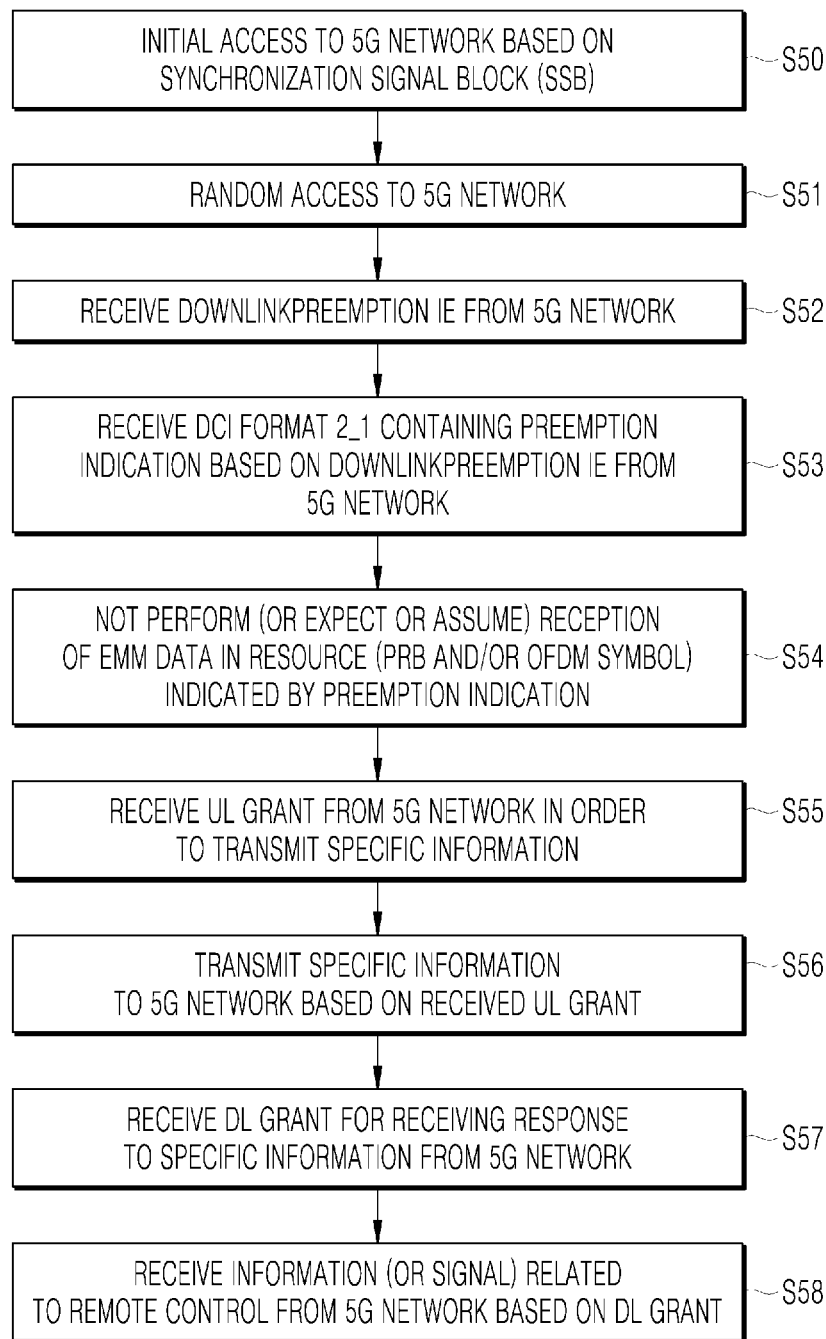 INITIAL ACCESS TO 5G NETWORK BASED ON
SYNCHRONIZATION SIGNAL BLOCK (SSB)
S50
RANDOM ACCESS TO 5G NETWORK
S51
RECEIVE DOWNLINKPREEMPTION IE FROM 5G NETWORK
S52
RECEIVE DCI FORMAT 2_1 CONTAINING PREEMPTION
INDICATION BASED ON DOWNLINKPREEMPTION IE FROM
5G NETWORK
S53
NOT PERFORM (OR EXPECT OR ASSUME) RECEPTION
OF EMM DATA IN RESOURCE (PRB AND/OR OFDM SYMBOL)
INDICATED BY PREEMPTION INDICATION
S54
RECEIVE UL GRANT FROM 5G NETWORK IN ORDER
TO TRANSMIT SPECIFIC INFORMATION
S55
TRANSMIT SPECIFIC INFORMATION
TO 5G NETWORK BASED ON RECEIVED UL GRANT
S56
RECEIVE DL GRANT FOR RECEIVING RESPONSE
TO SPECIFIC INFORMATION FROM 5G NETWORK
S57
RECEIVE INFORMATION (OR SIGNAL) RELATED
TO REMOTE CONTROL FROM 5G NETWORK BASED ON DL GRANT
S58